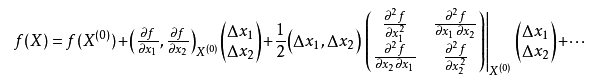 $f(X) = f(X^{(0)}) + \left( \frac{\partial f}{\partial x_1}, \frac{\partial f}{\partial x_2} \right)_{X^{(0)}} \begin{pmatrix} \Delta x_1 \\ \Delta x_2 \end{pmatrix} + \frac{1}{2} (\Delta x_1, \Delta x_2) \left. \begin{pmatrix} \frac{\partial^2 f}{\partial x_1^2} & \frac{\partial^2 f}{\partial x_1 \partial x_2} \\ \frac{\partial^2 f}{\partial x_2 \partial x_1} & \frac{\partial^2 f}{\partial x_2^2} \end{pmatrix} \right|_{X^{(0)}} \begin{pmatrix} \Delta x_1 \\ \Delta x_2 \end{pmatrix} + \cdots$